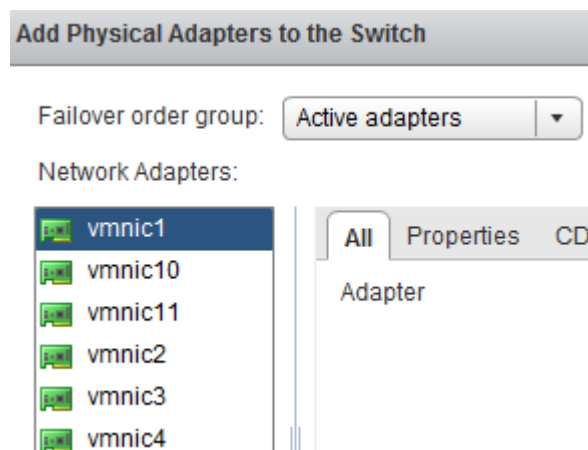 Add Physical Adapters to the Switch
Failover order group: Active adapters
Network Adapters:
vmnic1
All Properties CD
vmnic10
Adapter
vmnic11
vmnic2
vmnic3
vmnic4